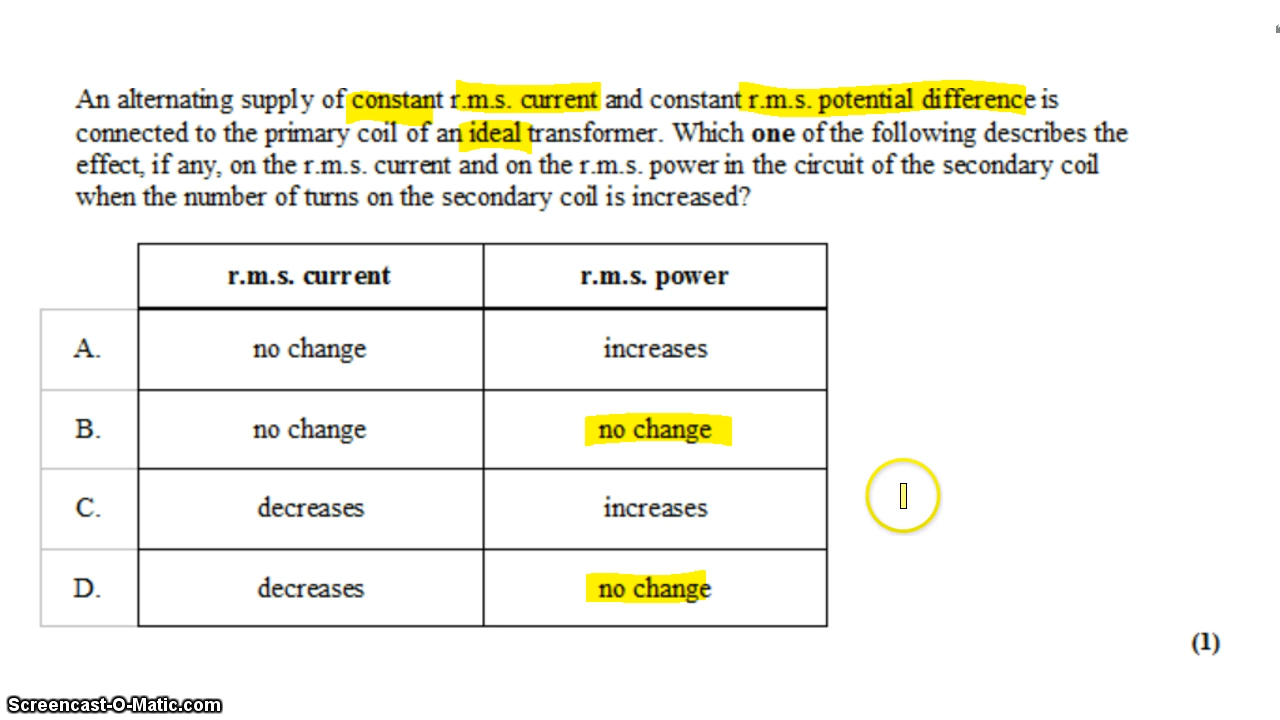 An alternating supply of constant r.m.s. current and constant r.m.s. potential difference is
connected to the primary coil of an ideal transformer. Which one of the following describes the
effect, if any, on the r.m.s. current and on the r.m.s. power in the circuit of the secondary coil
when the number of turns on the secondary coil is increased?
r.m.s. current r.m.s. power
A. no change increases
B. no change no change
C. decreases increases
D. decreases no change
(1)
Screencast-O-Matic.com